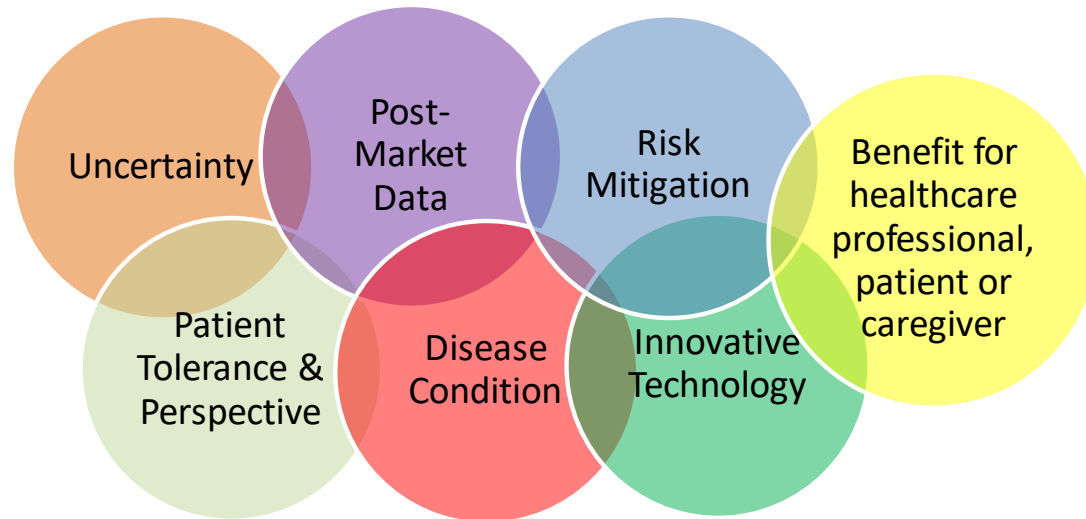 Uncertainty
Post-
Market
Data
Risk
Mitigation
Benefit for
healthcare
professional,
patient or
caregiver
Patient
Tolerance &
Perspective
Disease
Condition
Innovative
Technology